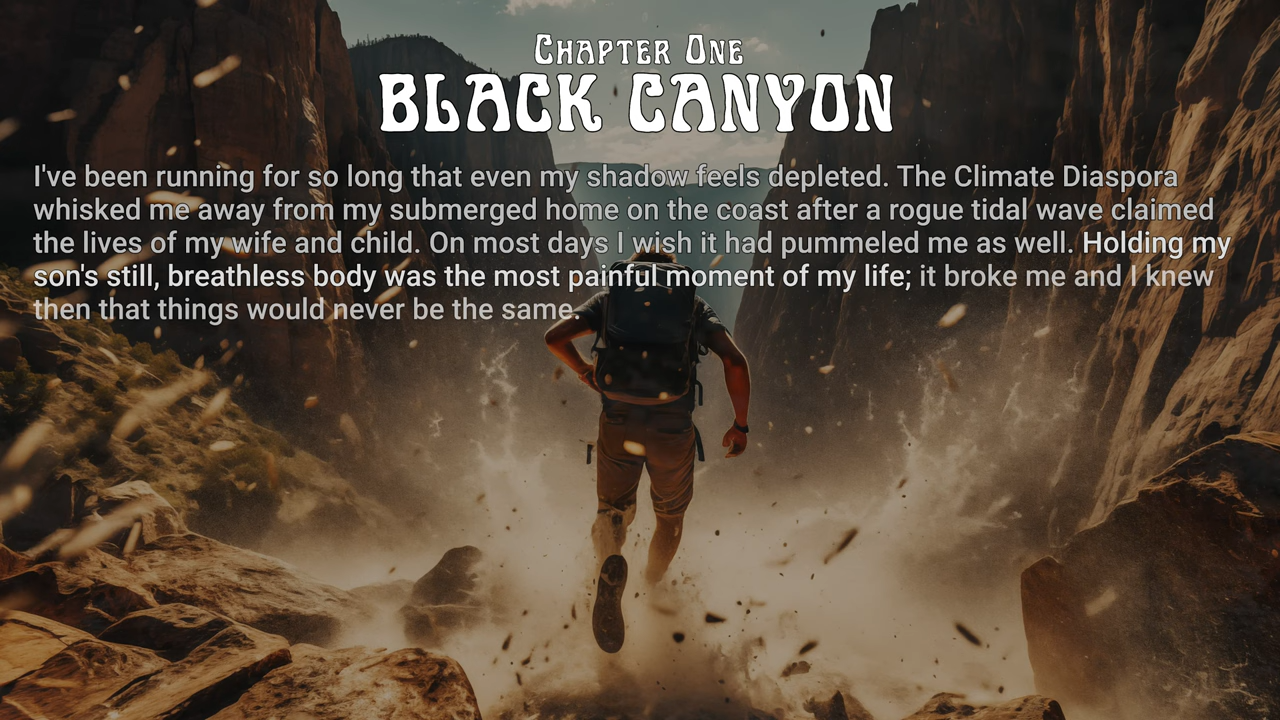 Chapter One
BLACK CANYON
I've been running for so long that even my shadow feels depleted. The Climate Diaspora
whisked me away from my submerged home on the coast after a rogue tidal wave claimed
the lives of my wife and child. On most days I wish it had pummeled me as well. Holding my
son's still, breathless body was the most painful moment of my life; it broke me and I knew
then that things would never be the same.